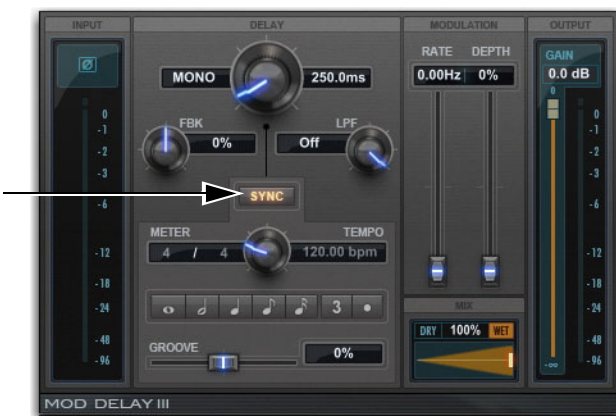 INPUT
Ø
0
-1
-2
-3
-6
-12
-18
-24
-48
-96
DELAY
MONO 250.0ms
FBK
0%
LPF
Off
SYNC
METER
4 / 4
TEMPO
120.00 bpm
3
GROOVE
0%
MODULATION
RATE DEPTH
0.00Hz 0%
MIX
DRY 100% WET
OUTPUT
GAIN
0.0 dB
0
-∞
0
-1
-2
-3
-6
-12
-18
-24
-48
-96
MOD DELAY III